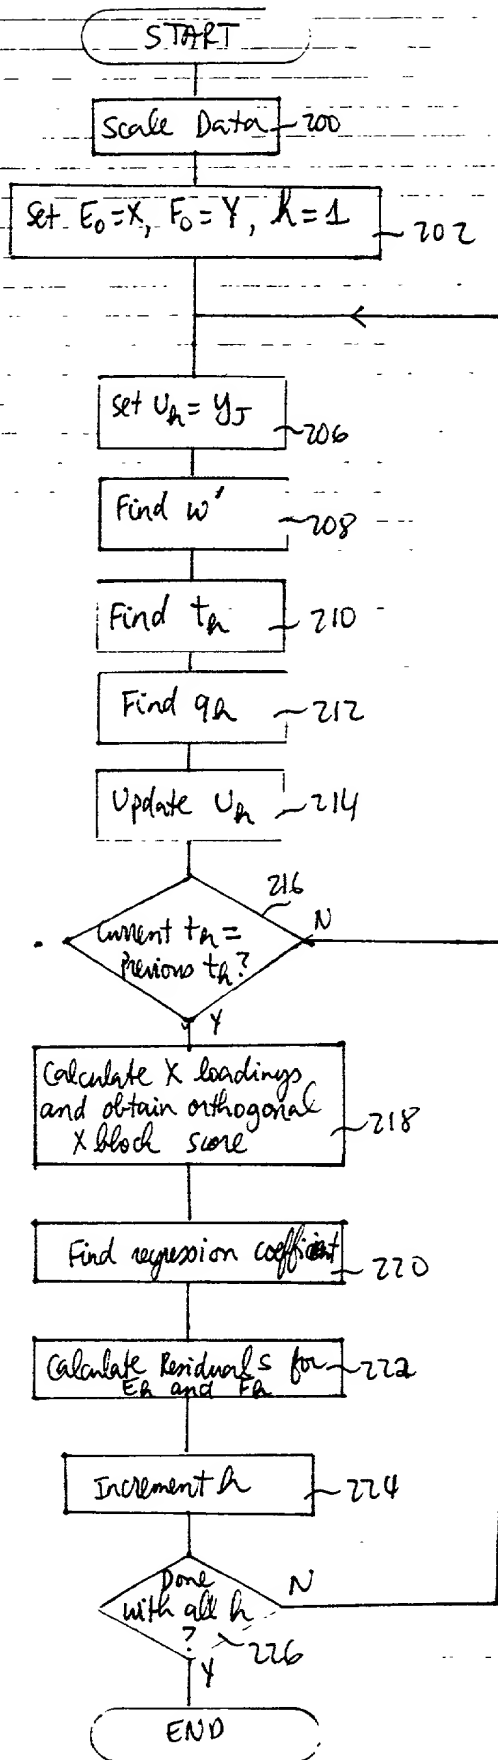 START
Scale Data 200
Set E₀=X, F₀=Y, h=1 202
Set Uh = yJ 206
Find w' 208
Find th 210
Find qh 212
Update Uh 214
216
Current th = N
Previous th?
Y
Calculate X loadings
and obtain orthogonal 218
X block score
Find regression coefficient 220
Calculate Residuals for 222
Eh and Fh
Increment h 224
Done N
with all h
? 226
Y
END